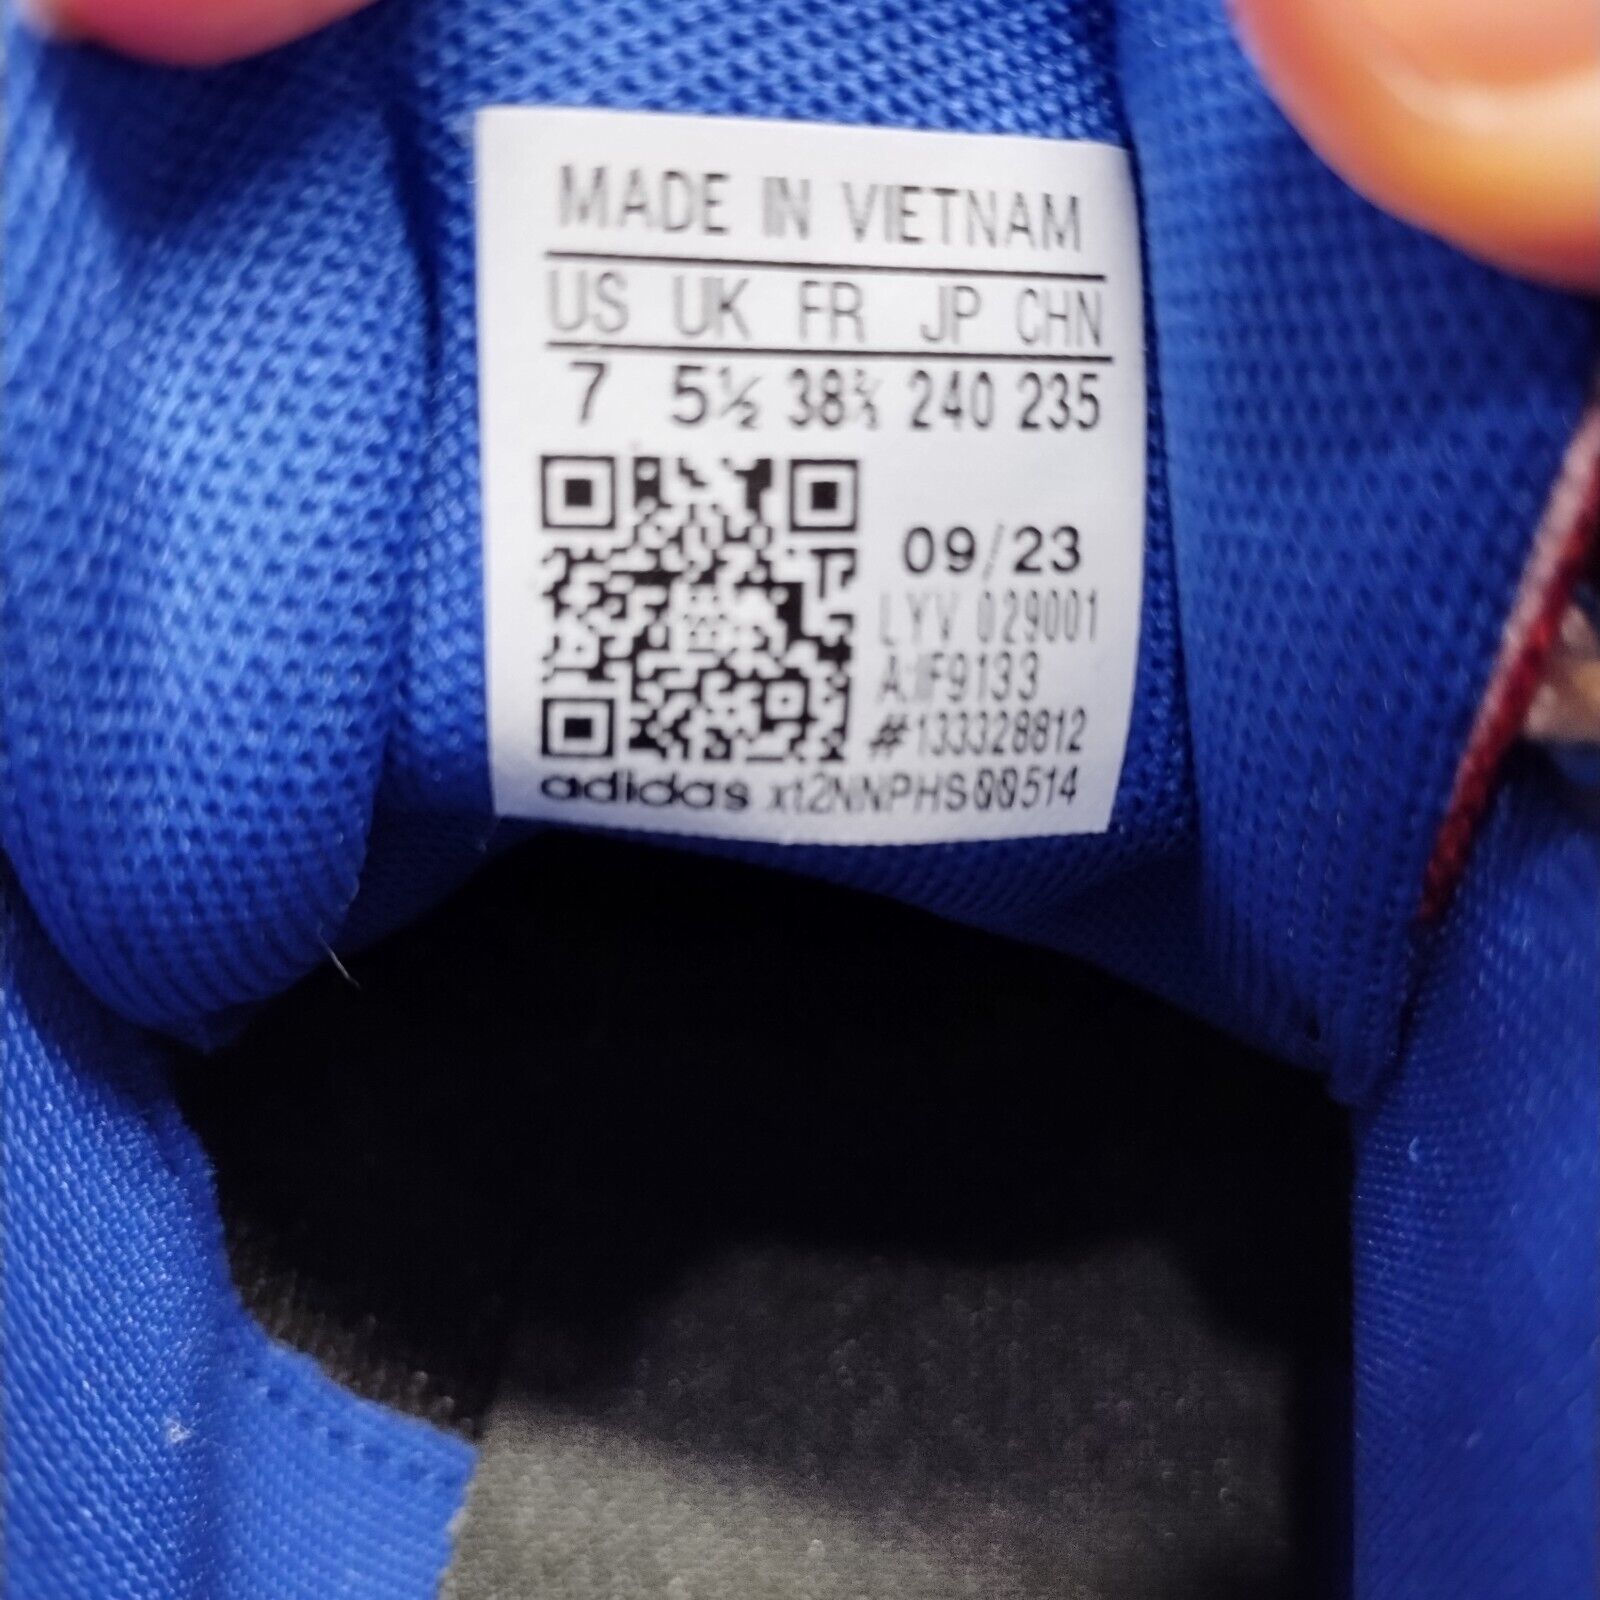 MADE IN VIETNAM
US UK FR JP CHN
7 5½ 38⅔ 240 235
09/23
LYV 029001
A:IF9133
#133328812
adidas xt2NNPHS00514